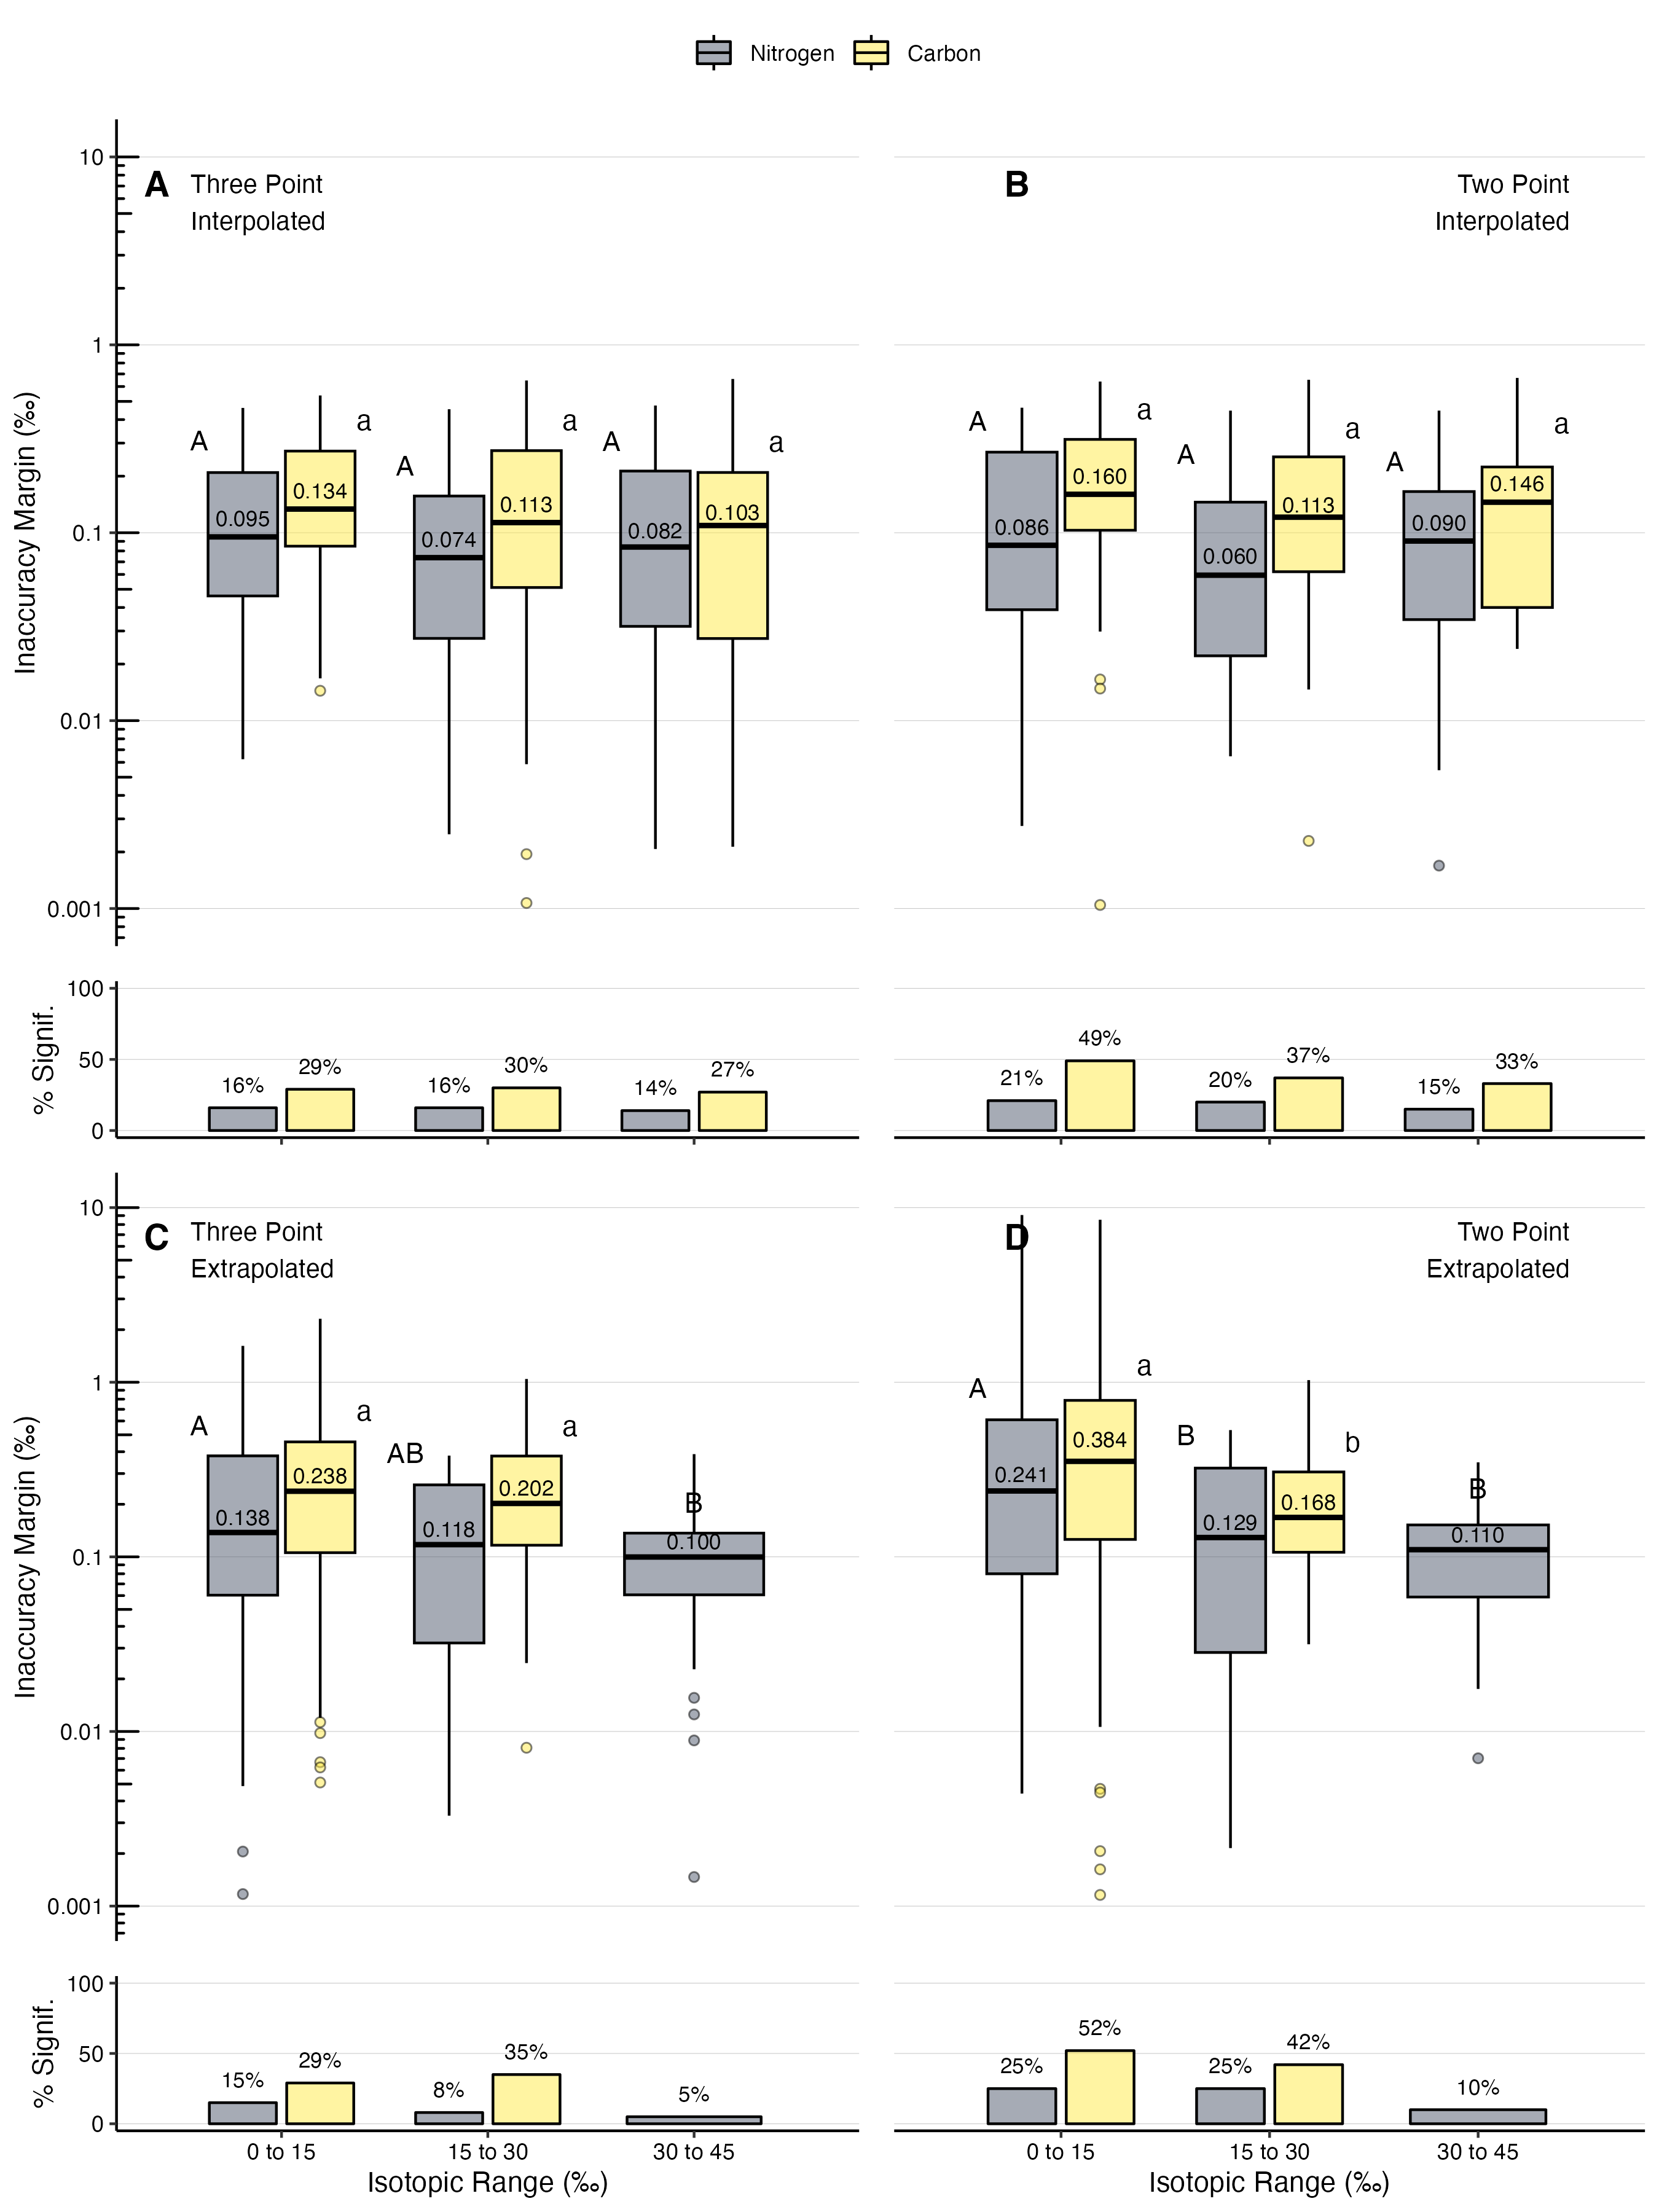 Nitrogen Carbon
A Three Point
Interpolated
B Two Point
Interpolated
Inaccuracy Margin (‰)
10
1
0.1
0.01
0.001
A a A a A a
0.095 0.134 0.074 0.113 0.082 0.103
A a A a A a
0.086 0.160 0.060 0.113 0.090 0.146
% Signif.
100
50
0
16% 29% 16% 30% 14% 27%
21% 49% 20% 37% 15% 33%
C Three Point
Extrapolated
D Two Point
Extrapolated
Inaccuracy Margin (‰)
10
1
0.1
0.01
0.001
A a AB a B
0.138 0.238 0.118 0.202 0.100
A a B b B
0.241 0.384 0.129 0.168 0.110
% Signif.
100
50
0
15% 29% 8% 35% 5%
25% 52% 25% 42% 10%
0 to 15 15 to 30 30 to 45
Isotopic Range (‰)
0 to 15 15 to 30 30 to 45
Isotopic Range (‰)